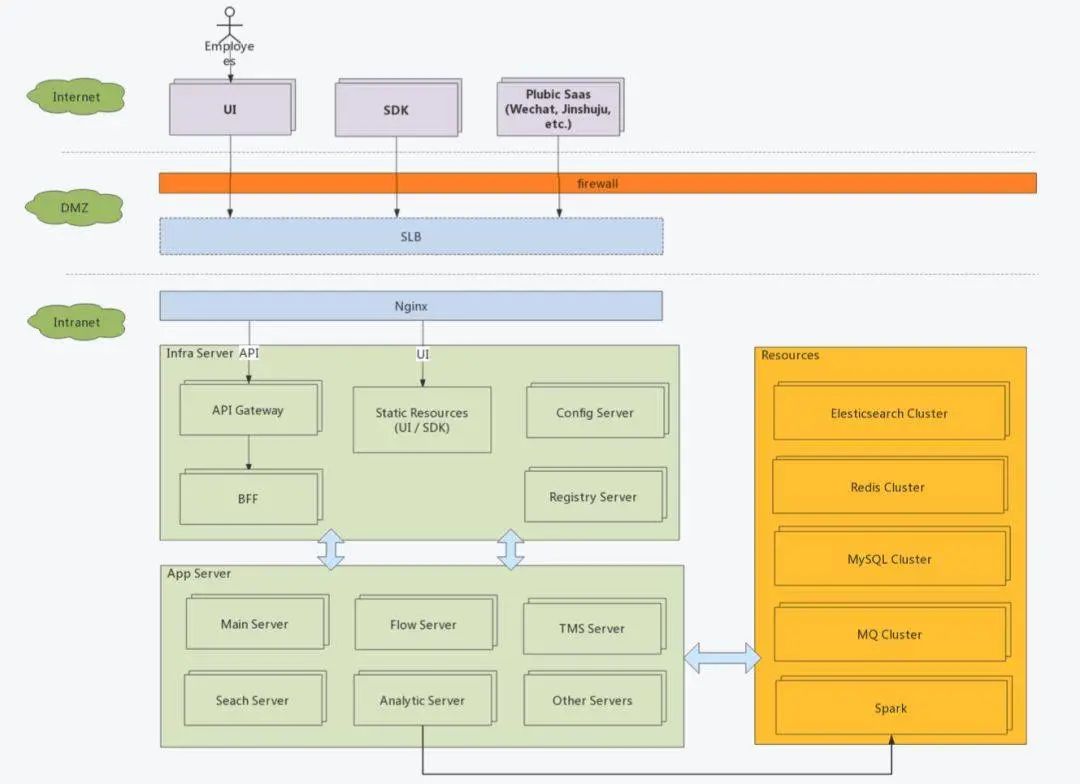 Employe
es
Internet
UI
SDK
Plubic Saas
(Wechat, Jinshuju,
etc.)
firewall
DMZ
SLB
Nginx
Intranet
Infra Server
API
UI
API Gateway
Static Resources
(UI / SDK)
Config Server
BFF
Registry Server
App Server
Main Server
Flow Server
TMS Server
Seach Server
Analytic Server
Other Servers
Resources
Elesticsearch Cluster
Redis Cluster
MySQL Cluster
MQ Cluster
Spark